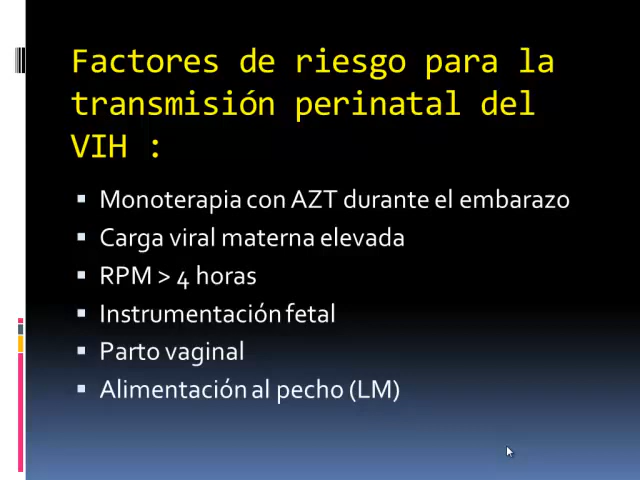 Factores de riesgo para la
transmisión perinatal del
VIH :
▪ Monoterapia con AZT durante el embarazo
▪ Carga viral materna elevada
▪ RPM > 4 horas
▪ Instrumentación fetal
▪ Parto vaginal
▪ Alimentación al pecho (LM)